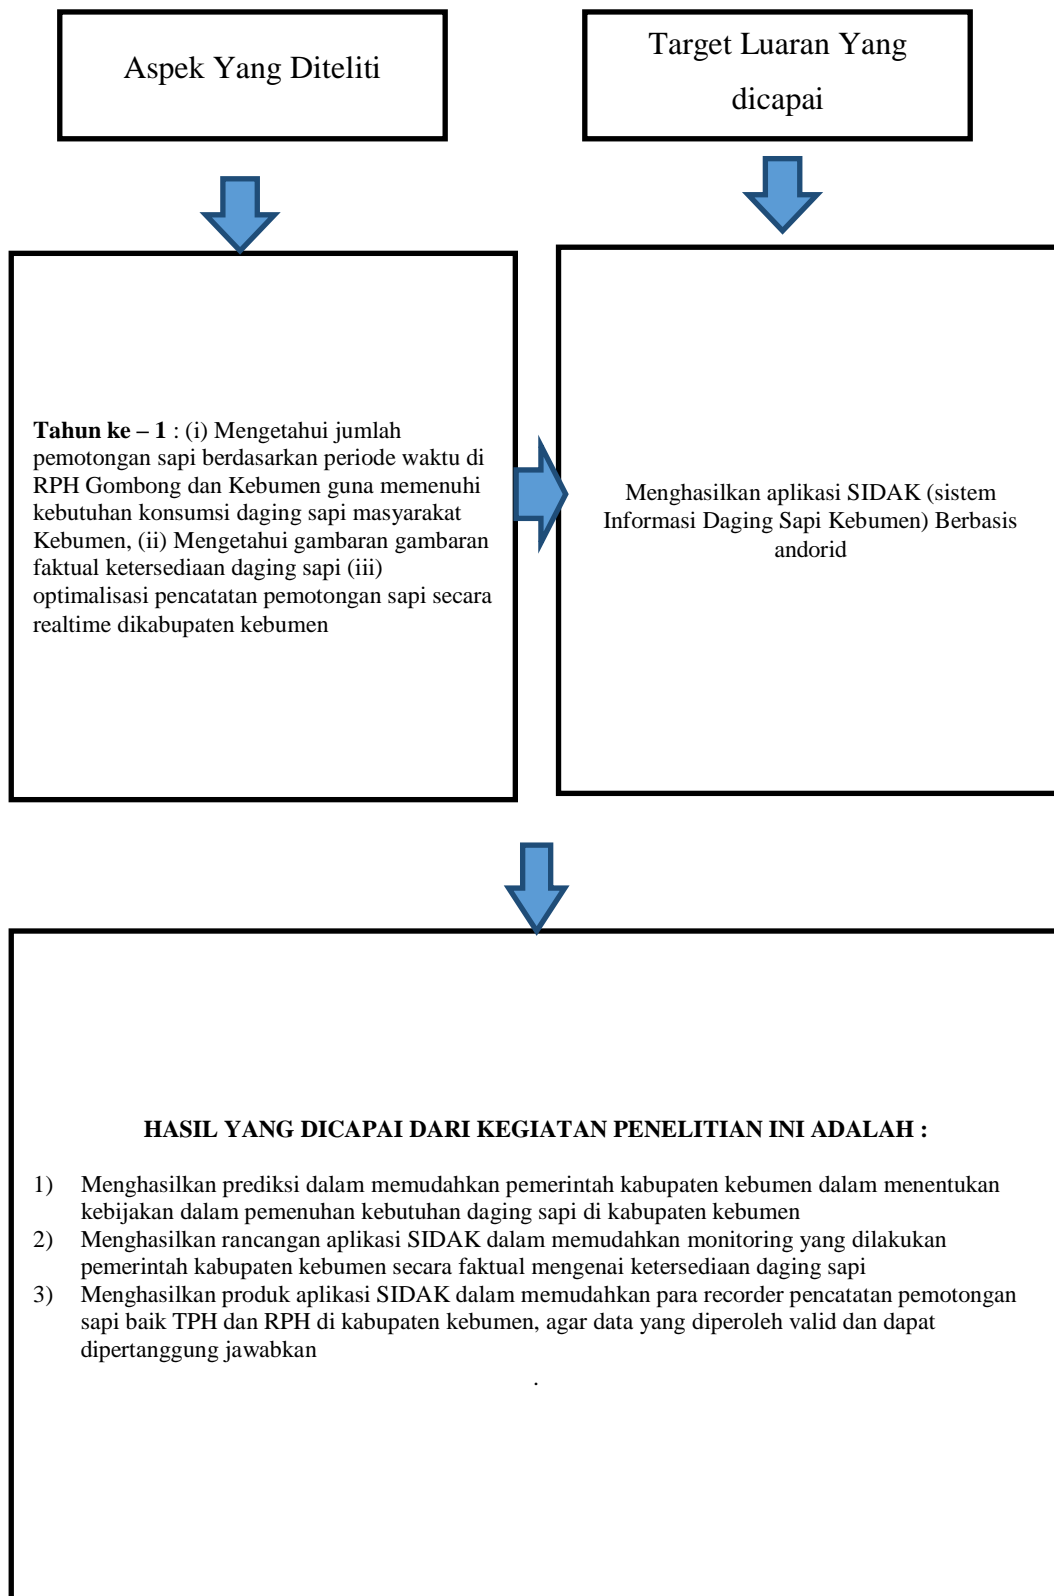 Aspek Yang Diteliti
Target Luaran Yang
dicapai
Tahun ke – 1 : (i) Mengetahui jumlah
pemotongan sapi berdasarkan periode waktu di
RPH Gombong dan Kebumen guna memenuhi
kebutuhan konsumsi daging sapi masyarakat
Kebumen, (ii) Mengetahui gambaran gambaran
faktual ketersediaan daging sapi (iii)
optimalisasi pencatatan pemotongan sapi secara
realtime dikabupaten kebumen
Menghasilkan aplikasi SIDAK (sistem
Informasi Daging Sapi Kebumen) Berbasis
andorid
HASIL YANG DICAPAI DARI KEGIATAN PENELITIAN INI ADALAH :
1) Menghasilkan prediksi dalam memudahkan pemerintah kabupaten kebumen dalam menentukan
kebijakan dalam pemenuhan kebutuhan daging sapi di kabupaten kebumen
2) Menghasilkan rancangan aplikasi SIDAK dalam memudahkan monitoring yang dilakukan
pemerintah kabupaten kebumen secara faktual mengenai ketersediaan daging sapi
3) Menghasilkan produk aplikasi SIDAK dalam memudahkan para recorder pencatatan pemotongan
sapi baik TPH dan RPH di kabupaten kebumen, agar data yang diperoleh valid dan dapat
dipertanggung jawabkan
.